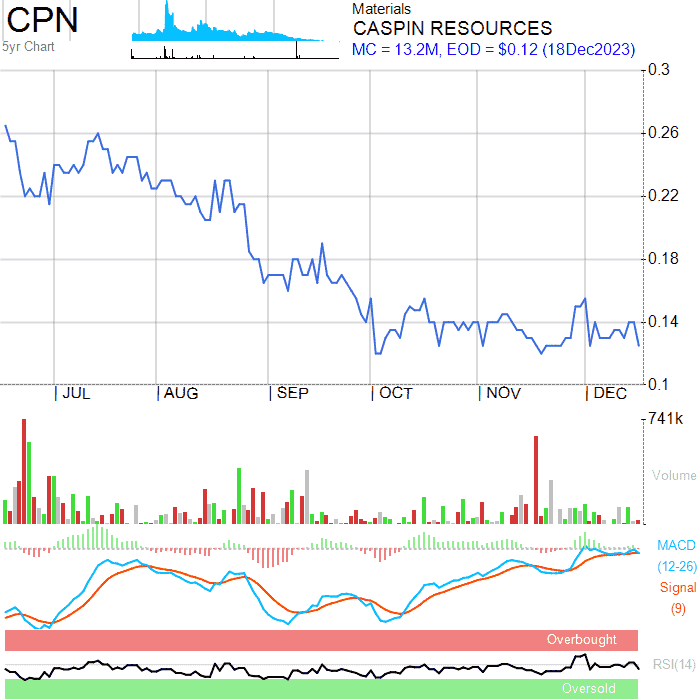 CPN
5yr Chart
Materials
CASPIN RESOURCES
MC = 13.2M, EOD = $0.12 (18Dec2023)
0.3
0.26
0.22
0.18
0.14
0.1
JUL AUG SEP OCT NOV DEC
741k
Volume
MACD
(12-26)
Signal
(9)
Overbought
RSI(14)
Oversold